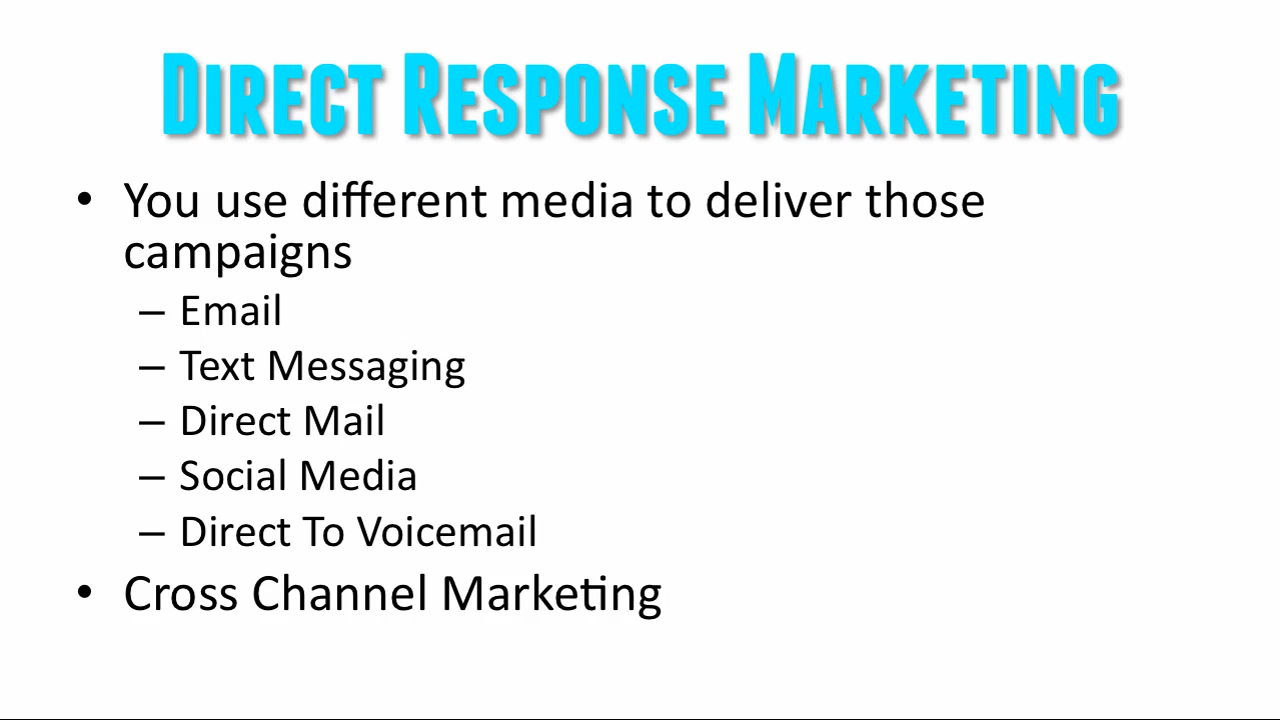 Direct Response Marketing
• You use different media to deliver those
campaigns
– Email
– Text Messaging
– Direct Mail
– Social Media
– Direct To Voicemail
• Cross Channel Marketing